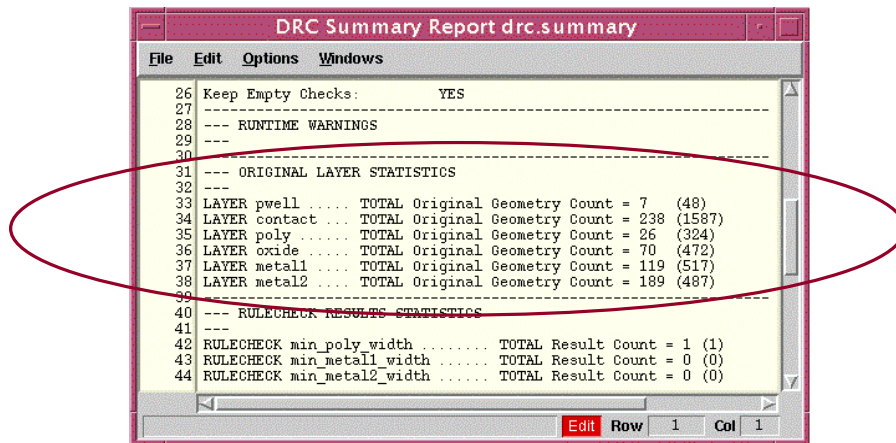 DRC Summary Report drc.summary
File Edit Options Windows
26 Keep Empty Checks: YES
27 ------------------------------------------------------------------
28 --- RUNTIME WARNINGS
29 ---
30 ------------------------------------------------------------------
31 --- ORIGINAL LAYER STATISTICS
32 ---
33 LAYER pwell ..... TOTAL Original Geometry Count = 7 (48)
34 LAYER contact ... TOTAL Original Geometry Count = 238 (1587)
35 LAYER poly ...... TOTAL Original Geometry Count = 26 (324)
36 LAYER oxide ..... TOTAL Original Geometry Count = 70 (472)
37 LAYER metal1 .... TOTAL Original Geometry Count = 119 (517)
38 LAYER metal2 .... TOTAL Original Geometry Count = 189 (487)
39 ------------------------------------------------------------------
40 --- RULECHECK RESULTS STATISTICS
41 ---
42 RULECHECK min_poly_width ........ TOTAL Result Count = 1 (1)
43 RULECHECK min_metal1_width ...... TOTAL Result Count = 0 (0)
44 RULECHECK min_metal2_width ...... TOTAL Result Count = 0 (0)
Edit Row 1 Col 1